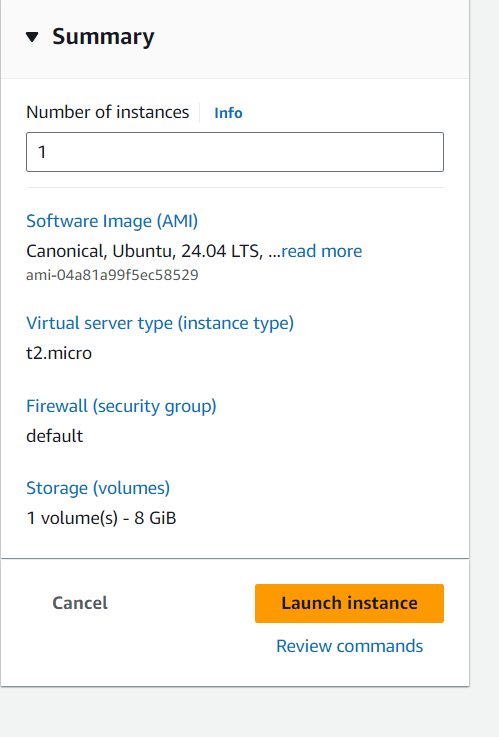 Summary
Number of instances Info
1
Software Image (AMI)
Canonical, Ubuntu, 24.04 LTS, ...read more
ami-04a81a99f5ec58529
Virtual server type (instance type)
t2.micro
Firewall (security group)
default
Storage (volumes)
1 volume(s) - 8 GiB
Cancel Launch instance
Review commands